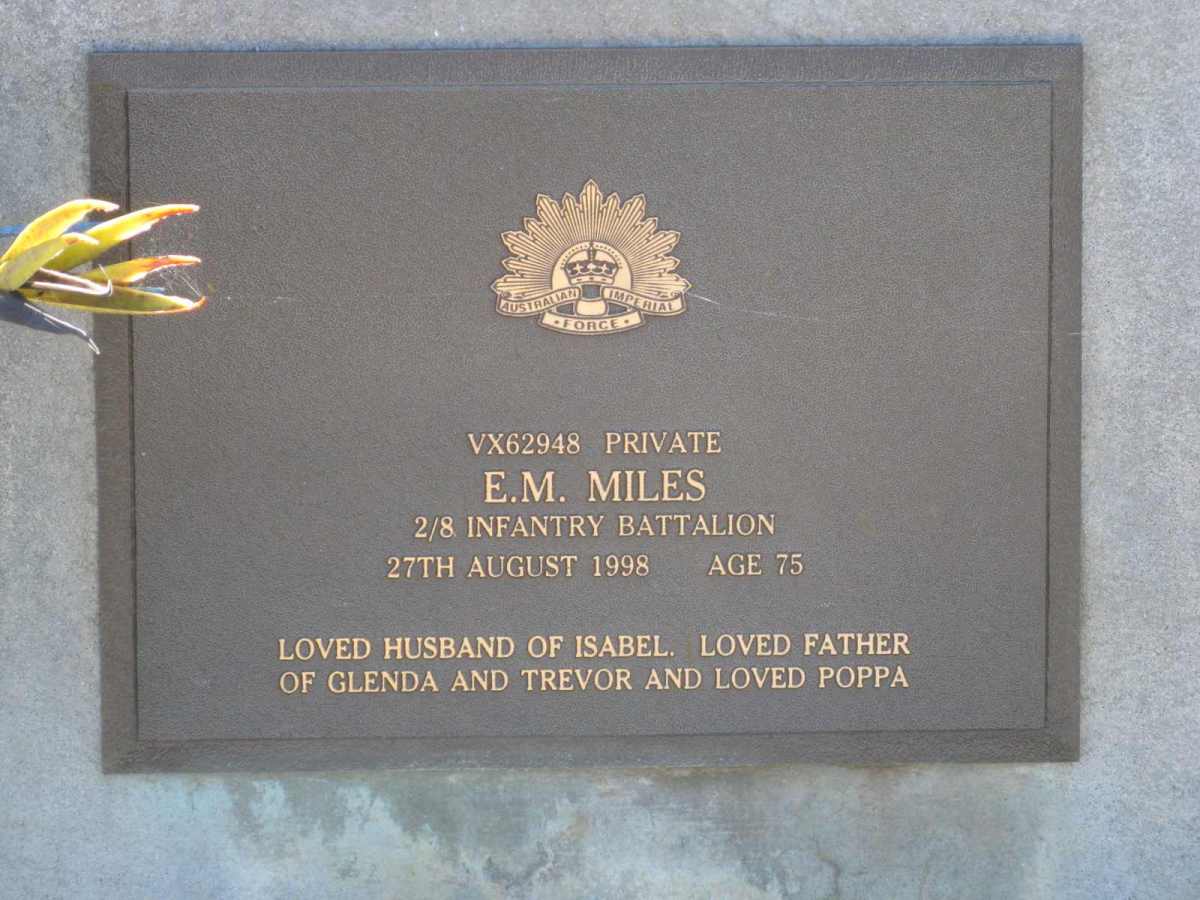 AUSTRALIAN IMPERIAL
• FORCE •
VX62948 PRIVATE
E.M. MILES
2/8 INFANTRY BATTALION
27TH AUGUST 1998 AGE 75
LOVED HUSBAND OF ISABEL. LOVED FATHER
OF GLENDA AND TREVOR AND LOVED POPPA